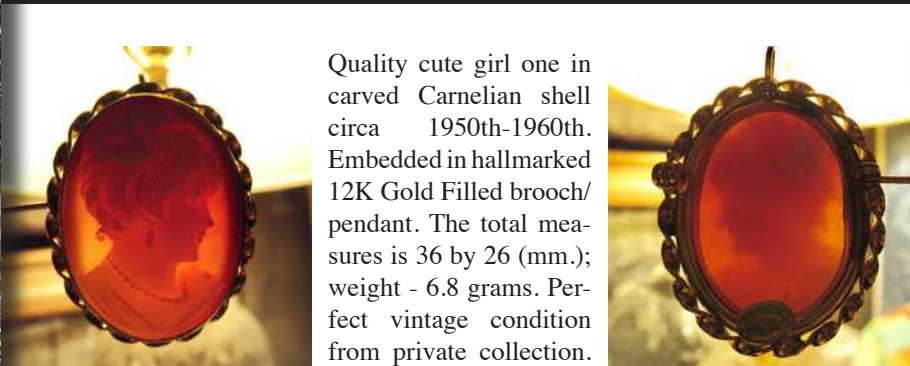 Quality cute girl one in
carved Carnelian shell
circa 1950th-1960th.
Embedded in hallmarked
12K Gold Filled brooch/
pendant. The total mea-
sures is 36 by 26 (mm.);
weight - 6.8 grams. Per-
fect vintage condition
from private collection.